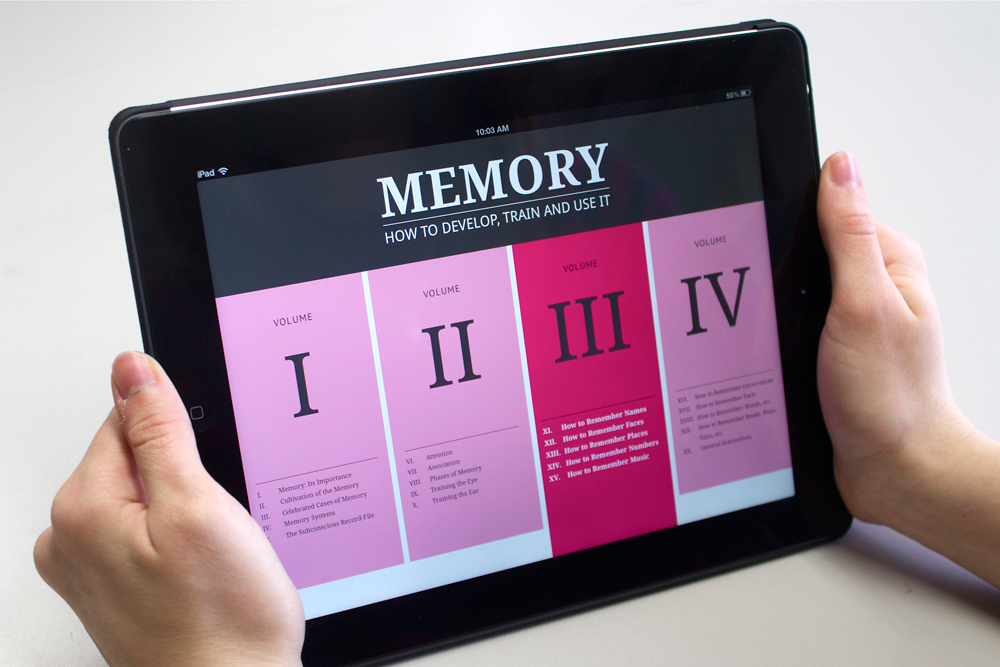 iPad
10:03 AM
55%
MEMORY
HOW TO DEVELOP, TRAIN AND USE IT
VOLUME
I
I. Memory: Its Importance
II. Cultivation of the Memory
III. Celebrated Cases of Memory
IV. Memory Systems
The Subconscious Record-File
VOLUME
II
VI. Attention
VII. Association
VIII. Phases of Memory
IX. Training the Eye
X. Training the Ear
VOLUME
III
XI. How to Remember Names
XII. How to Remember Faces
XIII. How to Remember Places
XIV. How to Remember Numbers
XV. How to Remember Music
VOLUME
IV
XVI. How to Remember Occurrences
XVII. How to Remember Facts
XVIII. How to Remember Words, etc.
XIX. How to Remember Books, Plays,
Tales, etc.
XX. General Instructions